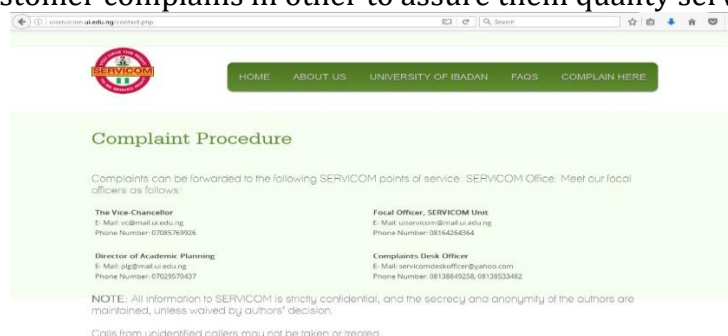 stomer complains in other to assure them quality serv
uiservicom.ui.edu.ng/contact.php
Search
SERVICOM
HOME ABOUT US UNIVERSITY OF IBADAN FAQS COMPLAIN HERE
Complaint Procedure
Complaints can be forwarded to the following SERVICOM points of service: SERVICOM Office: Meet our focal
officers as follows:
The Vice-Chancellor
E- Mail: vc@mail.ui.edu.ng
Phone Number: 07085769926
Focal Officer, SERVICOM Unit
E- Mail: uiservicom@mail.ui.edu.ng
Phone Number: 08164264364
Director of Academic Planning
E- Mail: plg@mail.ui.edu.ng
Phone Number: 07029570437
Complaints Desk Officer
E- Mail: servicomdeskofficer@yahoo.com
Phone Number: 08138849258, 08138533482
NOTE: All information to SERVICOM is strictly confidential, and the secrecy and anonymity of the authors are
maintained, unless waived by authors' decision.
Calls from unidentified callers may not be taken or treated